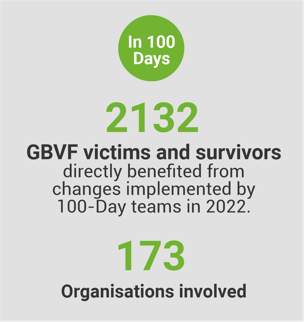 In 100
Days
2132
GBVF victims and survivors
directly benefited from
changes implemented by
100-Day teams in 2022.
173
Organisations involved